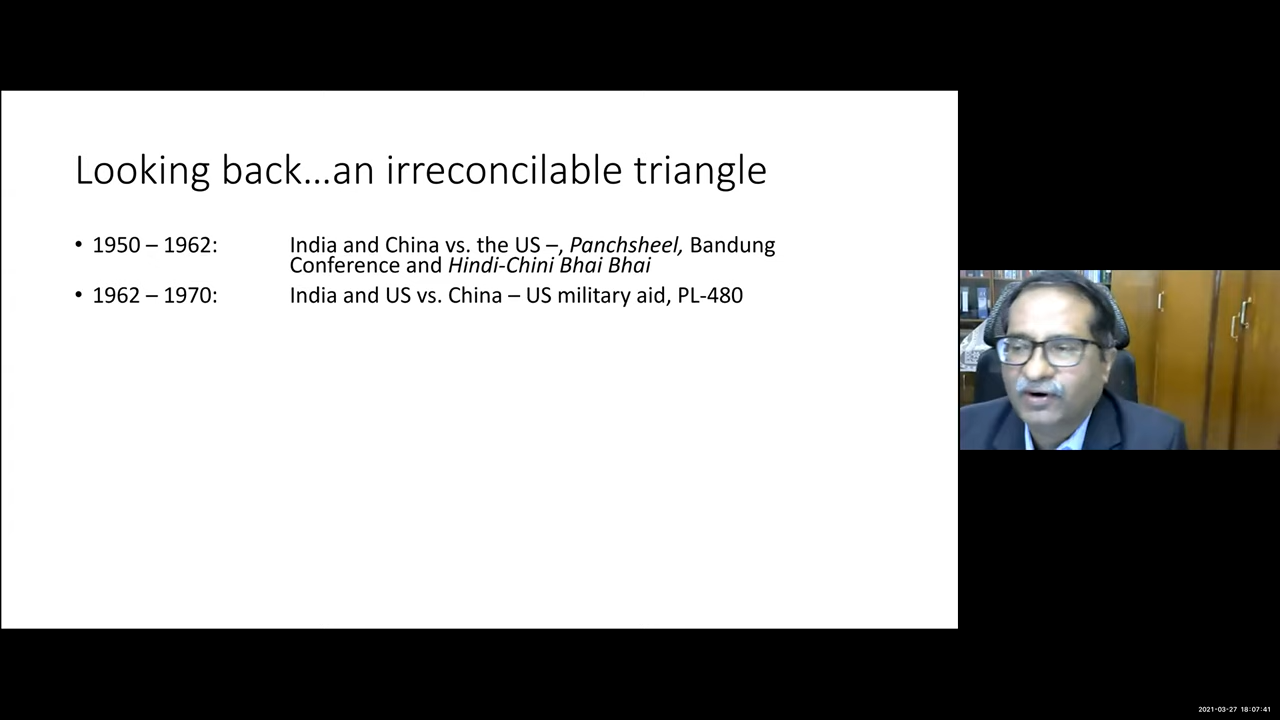 Looking back...an irreconcilable triangle
• 1950 – 1962: India and China vs. the US –, Panchsheel, Bandung
Conference and Hindi-Chini Bhai Bhai
• 1962 – 1970: India and US vs. China – US military aid, PL-480
2021-03-27 18:07:41